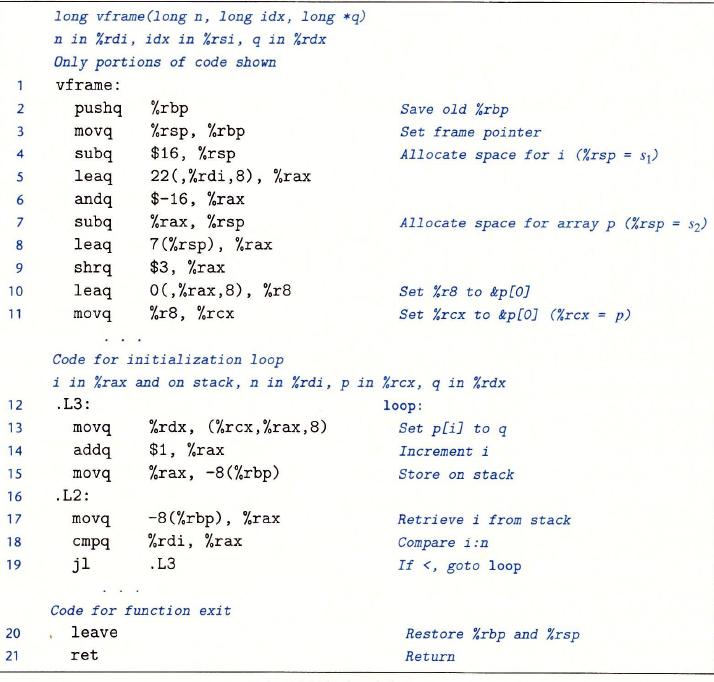 long vframe(long n, long idx, long *q)
n in %rdi, idx in %rsi, q in %rdx
Only portions of code shown
1 vframe:
2 pushq %rbp Save old %rbp
3 movq %rsp, %rbp Set frame pointer
4 subq $16, %rsp Allocate space for i (%rsp = s1)
5 leaq 22(,%rdi,8), %rax
6 andq $-16, %rax
7 subq %rax, %rsp Allocate space for array p (%rsp = s2)
8 leaq 7(%rsp), %rax
9 shrq $3, %rax
10 leaq 0(,%rax,8), %r8 Set %r8 to &p[0]
11 movq %r8, %rcx Set %rcx to &p[0] (%rcx = p)
. . .
Code for initialization loop
i in %rax and on stack, n in %rdi, p in %rcx, q in %rdx
12 .L3: loop:
13 movq %rdx, (%rcx,%rax,8) Set p[i] to q
14 addq $1, %rax Increment i
15 movq %rax, -8(%rbp) Store on stack
16 .L2:
17 movq -8(%rbp), %rax Retrieve i from stack
18 cmpq %rdi, %rax Compare i:n
19 jl .L3 If <, goto loop
. . .
Code for function exit
20 leave Restore %rbp and %rsp
21 ret Return